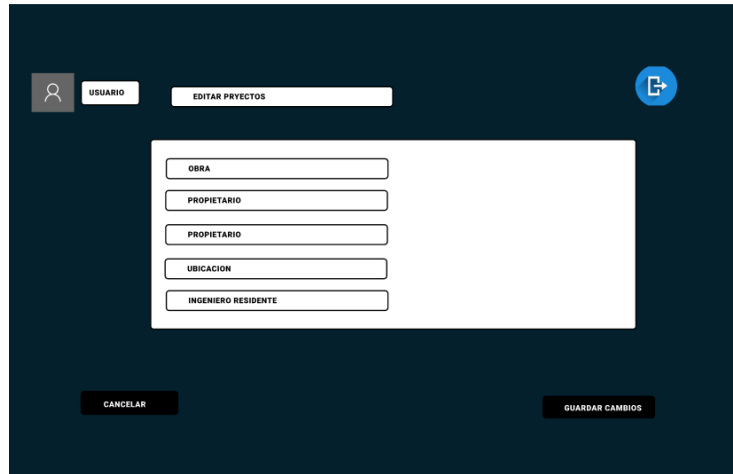 USUARIO
EDITAR PRYECTOS
OBRA
PROPIETARIO
PROPIETARIO
UBICACION
INGENIERO RESIDENTE
CANCELAR
GUARDAR CAMBIOS